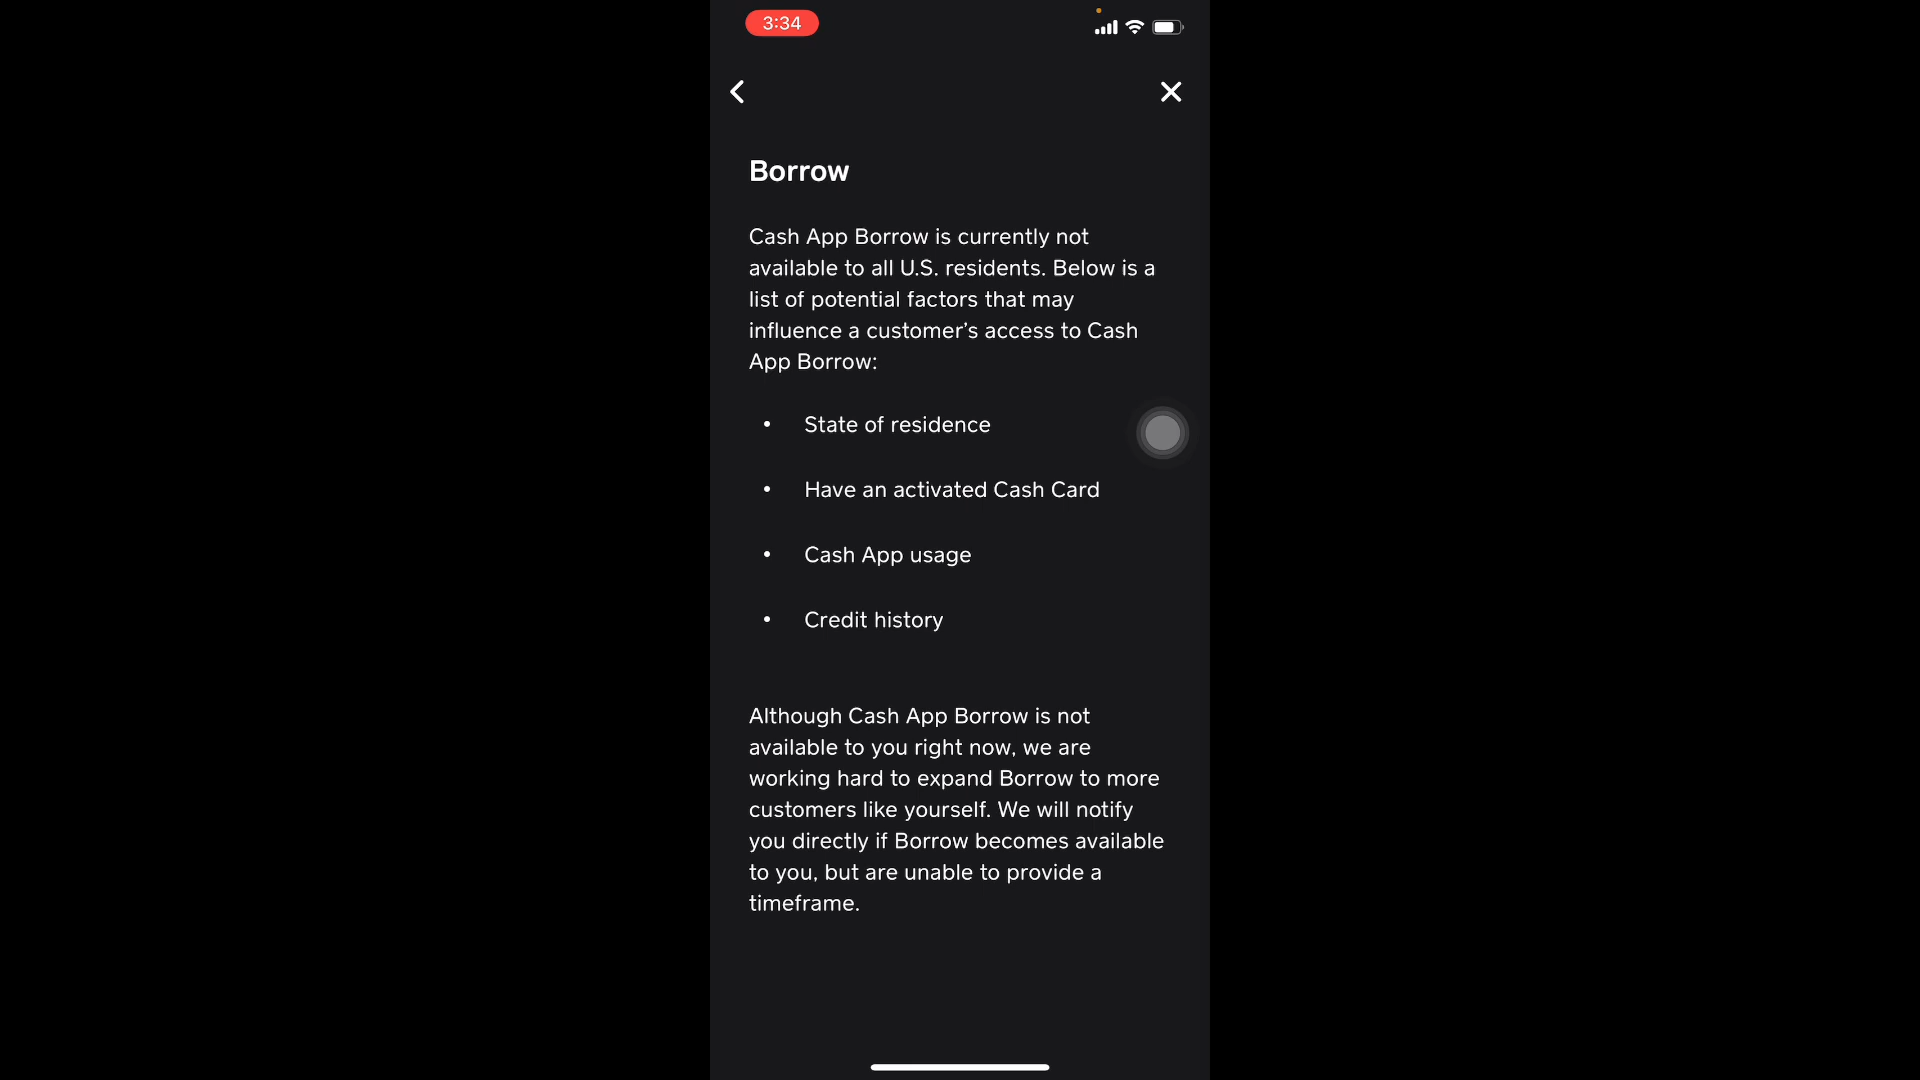 3:34
Borrow
Cash App Borrow is currently not
available to all U.S. residents. Below is a
list of potential factors that may
influence a customer’s access to Cash
App Borrow:
• State of residence
• Have an activated Cash Card
• Cash App usage
• Credit history
Although Cash App Borrow is not
available to you right now, we are
working hard to expand Borrow to more
customers like yourself. We will notify
you directly if Borrow becomes available
to you, but are unable to provide a
timeframe.